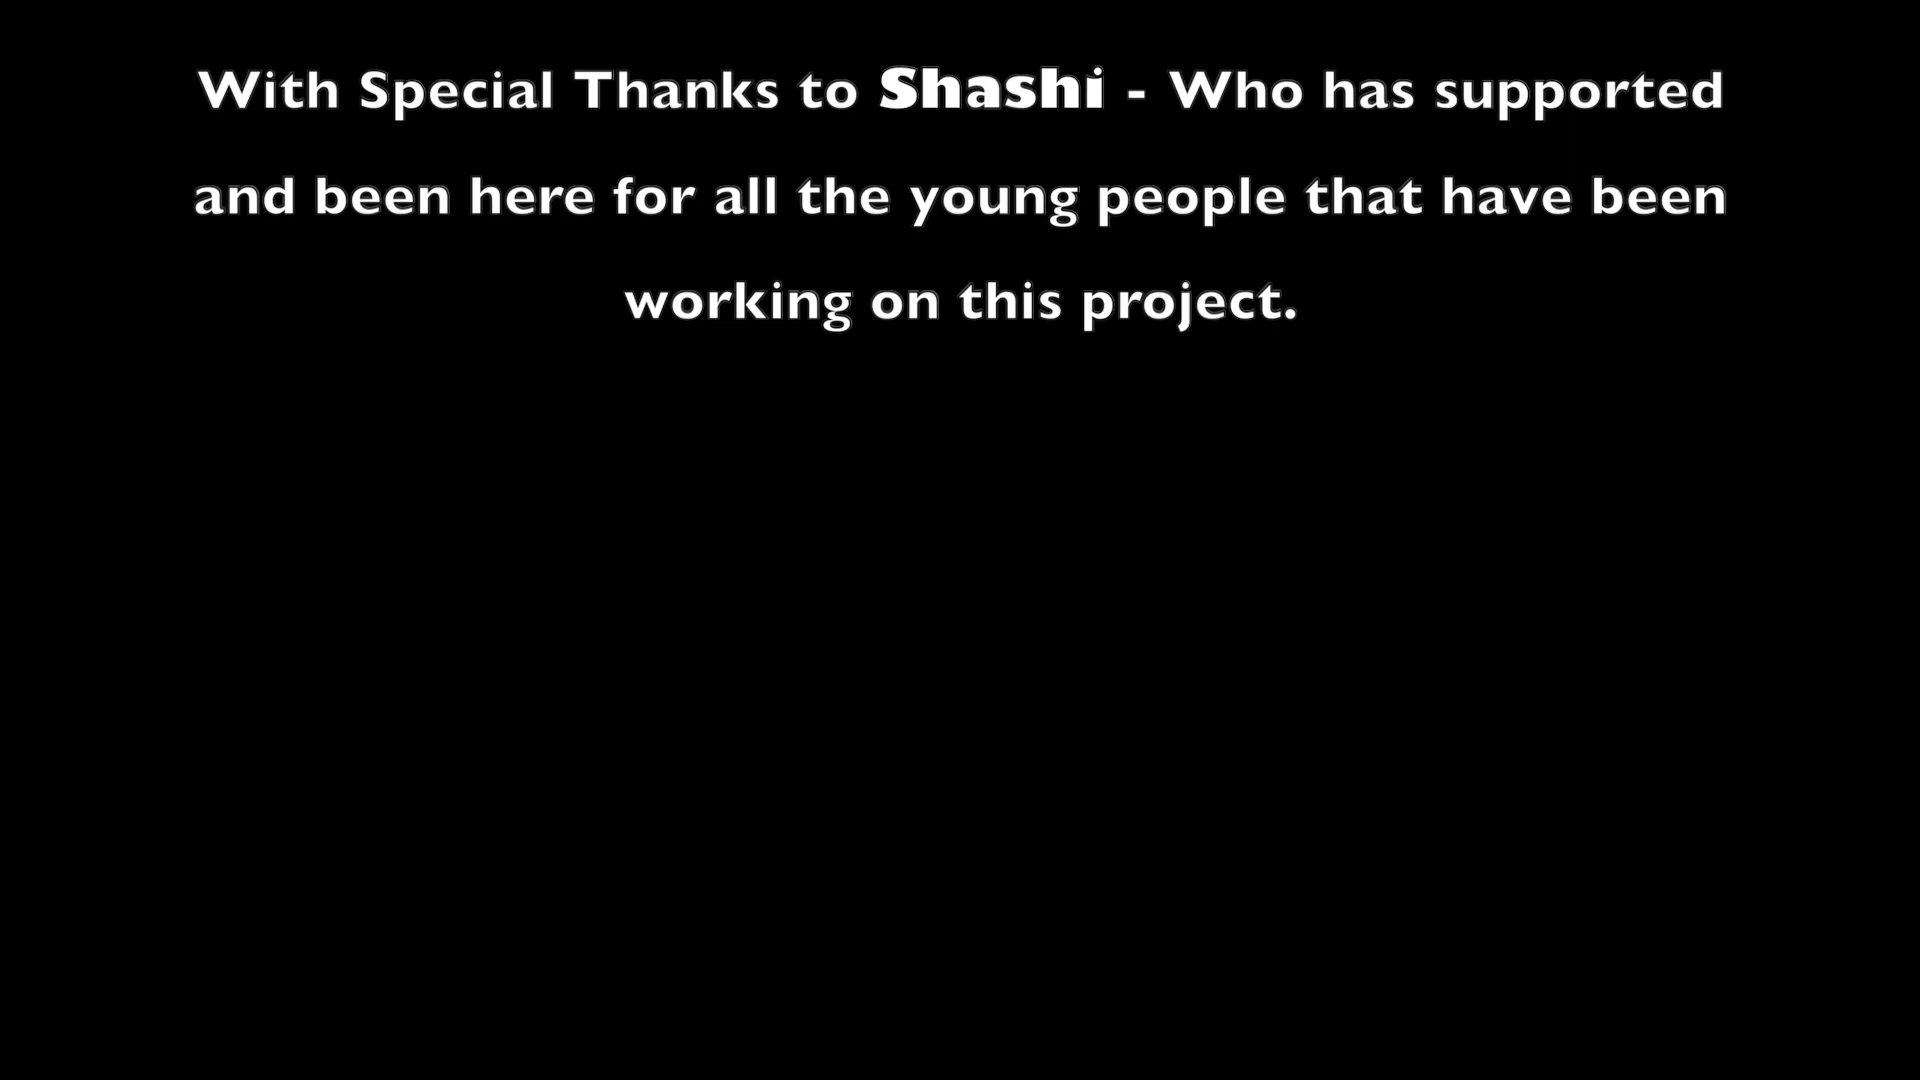 With Special Thanks to Shashi - Who has supported
and been here for all the young people that have been
working on this project.